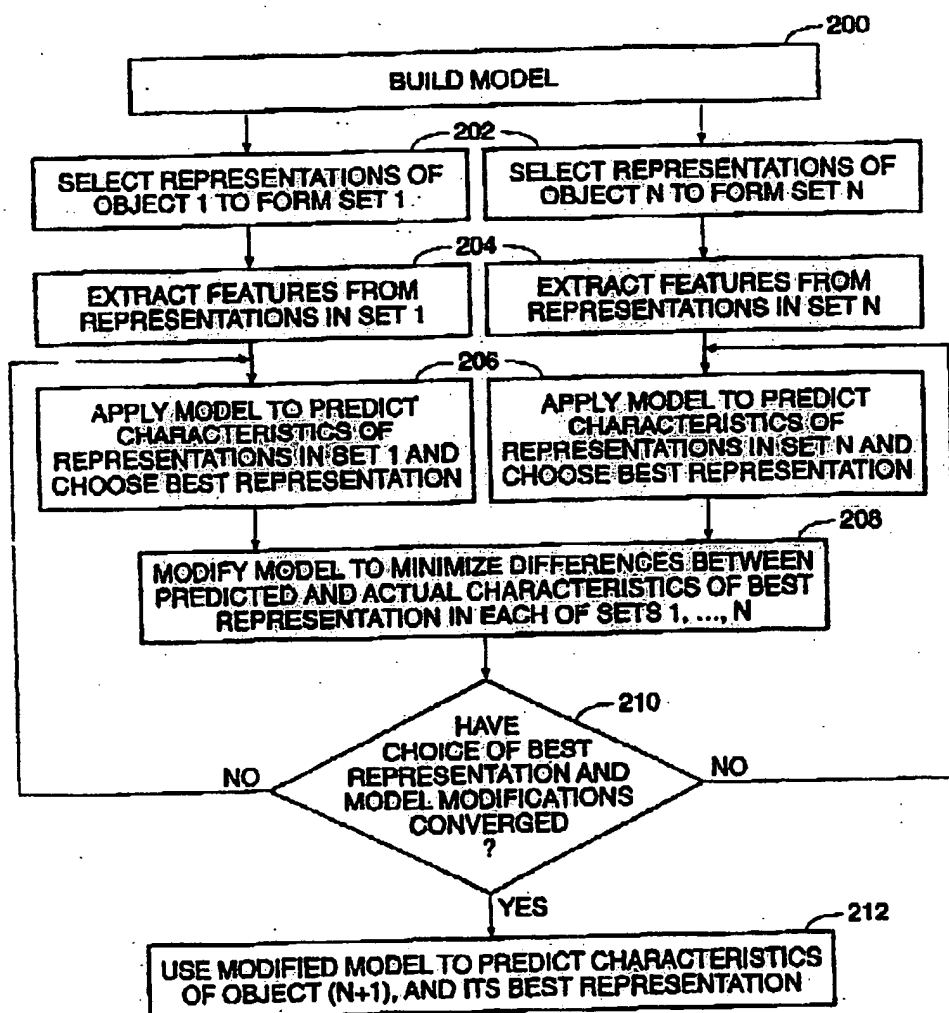 200
BUILD MODEL
202
SELECT REPRESENTATIONS OF
OBJECT 1 TO FORM SET 1
SELECT REPRESENTATIONS OF
OBJECT N TO FORM SET N
204
EXTRACT FEATURES FROM
REPRESENTATIONS IN SET 1
EXTRACT FEATURES FROM
REPRESENTATIONS IN SET N
206
APPLY MODEL TO PREDICT
CHARACTERISTICS OF
REPRESENTATIONS IN SET 1 AND
CHOOSE BEST REPRESENTATION
APPLY MODEL TO PREDICT
CHARACTERISTICS OF
REPRESENTATIONS IN SET N AND
CHOOSE BEST REPRESENTATION
208
MODIFY MODEL TO MINIMIZE DIFFERENCES BETWEEN
PREDICTED AND ACTUAL CHARACTERISTICS OF BEST
REPRESENTATION IN EACH OF SETS 1, ..., N
210
HAVE
CHOICE OF BEST
REPRESENTATION AND
MODEL MODIFICATIONS
CONVERGED
?
NO
NO
YES
212
USE MODIFIED MODEL TO PREDICT CHARACTERISTICS
OF OBJECT (N+1), AND ITS BEST REPRESENTATION